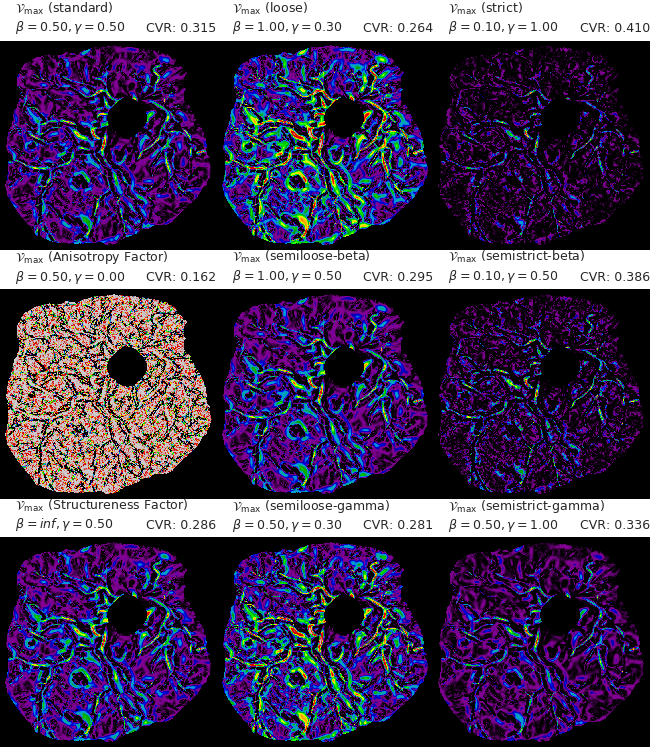 𝒱max (standard) 𝒱max (loose) 𝒱max (strict)
β = 0.50, γ = 0.50 CVR: 0.315 β = 1.00, γ = 0.30 CVR: 0.264 β = 0.10, γ = 1.00 CVR: 0.410
𝒱max (Anisotropy Factor) 𝒱max (semiloose-beta) 𝒱max (semistrict-beta)
β = 0.50, γ = 0.00 CVR: 0.162 β = 1.00, γ = 0.50 CVR: 0.295 β = 0.10, γ = 0.50 CVR: 0.386
𝒱max (Structureness Factor) 𝒱max (semiloose-gamma) 𝒱max (semistrict-gamma)
β = inf, γ = 0.50 CVR: 0.286 β = 0.50, γ = 0.30 CVR: 0.281 β = 0.50, γ = 1.00 CVR: 0.336